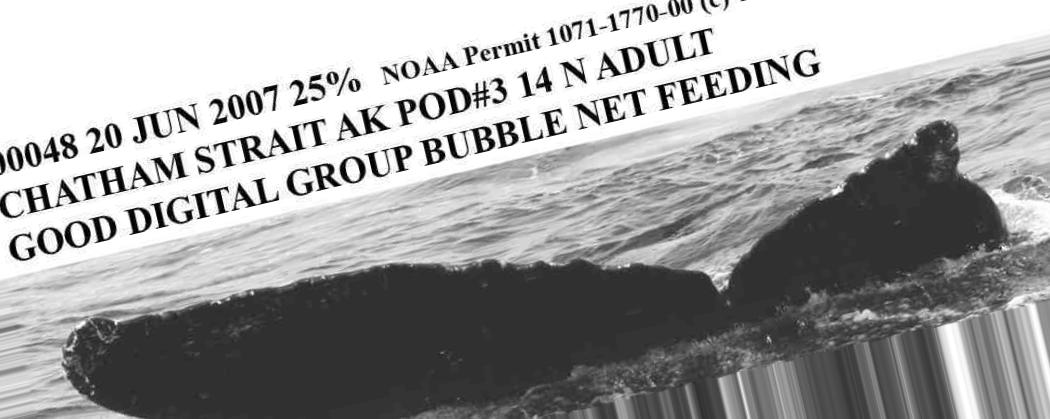 00048 20 JUN 2007 25% NOAA Permit 1071-1770-00 (c)
CHATHAM STRAIT AK POD#3 14 N ADULT
GOOD DIGITAL GROUP BUBBLE NET FEEDING